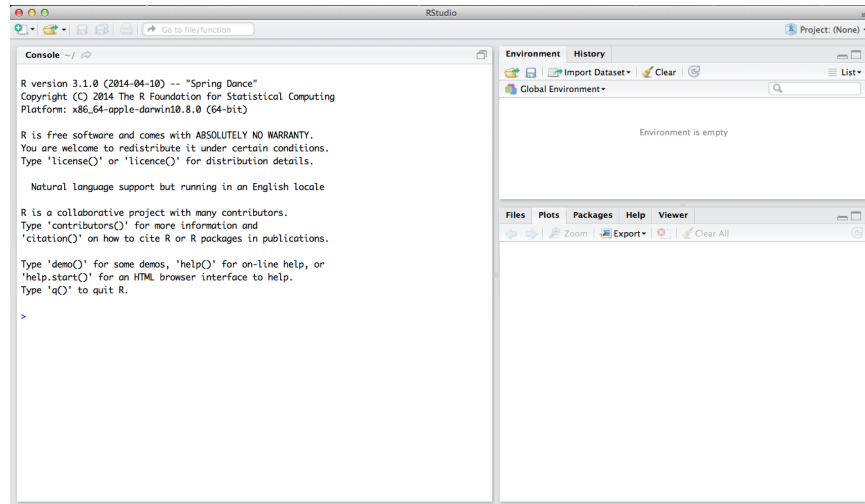 RStudio
Go to file/function
Project: (None)
Console ~/
R version 3.1.0 (2014-04-10) -- "Spring Dance"
Copyright (C) 2014 The R Foundation for Statistical Computing
Platform: x86_64-apple-darwin10.8.0 (64-bit)
R is free software and comes with ABSOLUTELY NO WARRANTY.
You are welcome to redistribute it under certain conditions.
Type 'license()' or 'licence()' for distribution details.
Natural language support but running in an English locale
R is a collaborative project with many contributors.
Type 'contributors()' for more information and
'citation()' on how to cite R or R packages in publications.
Type 'demo()' for some demos, 'help()' for on-line help, or
'help.start()' for an HTML browser interface to help.
Type 'q()' to quit R.
>
Environment History
Import Dataset Clear List
Global Environment
Environment is empty
Files Plots Packages Help Viewer
Zoom Export Clear All